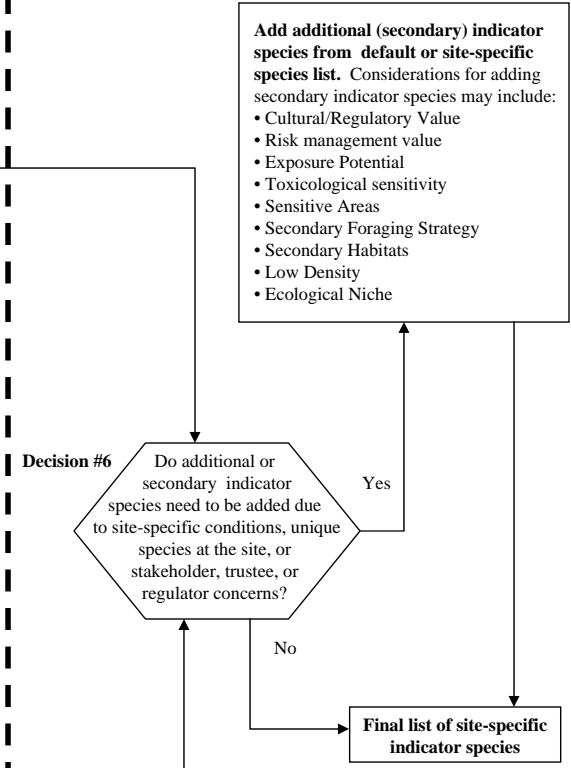 Add additional (secondary) indicator
species from default or site-specific
species list. Considerations for adding
secondary indicator species may include:
• Cultural/Regulatory Value
• Risk management value
• Exposure Potential
• Toxicological sensitivity
• Sensitive Areas
• Secondary Foraging Strategy
• Secondary Habitats
• Low Density
• Ecological Niche
Decision #6
Do additional or
secondary indicator
species need to be added due
to site-specific conditions, unique
species at the site, or
stakeholder, trustee, or
regulator concerns?
Yes
No
Final list of site-specific
indicator species